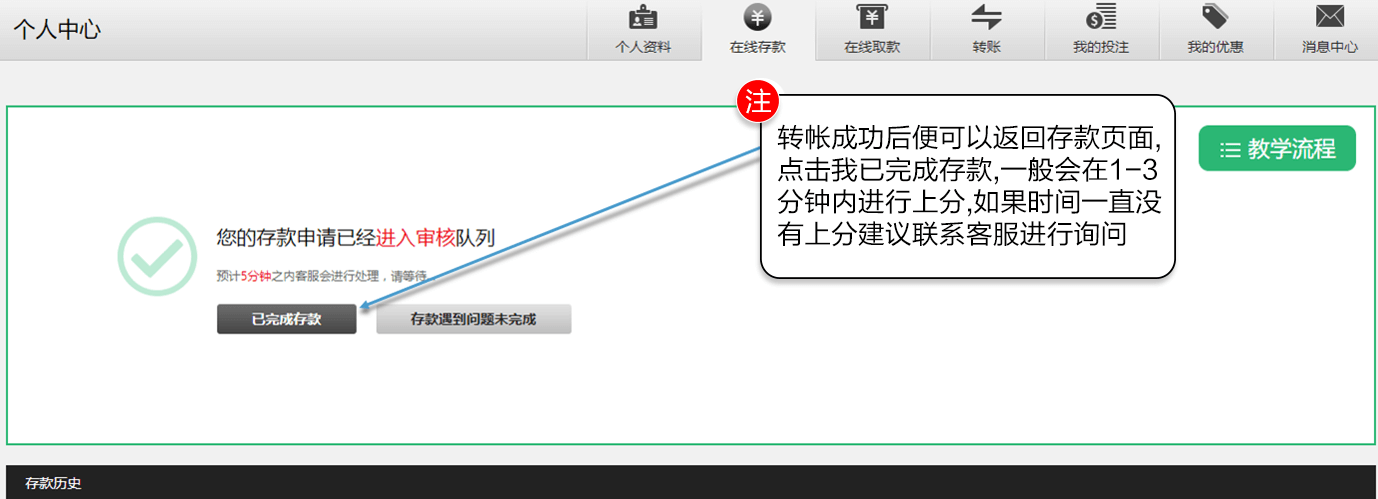 个人中心
个人资料
在线存款
在线取款
转账
我的投注
我的优惠
消息中心
注
转帐成功后便可以返回存款页面,
点击我已完成存款,一般会在1-3
分钟内进行上分,如果时间一直没
有上分建议联系客服进行询问
教学流程
您的存款申请已经进入审核队列
预计5分钟之内客服会进行处理，请等待...
已完成存款
存款遇到问题未完成
存款历史